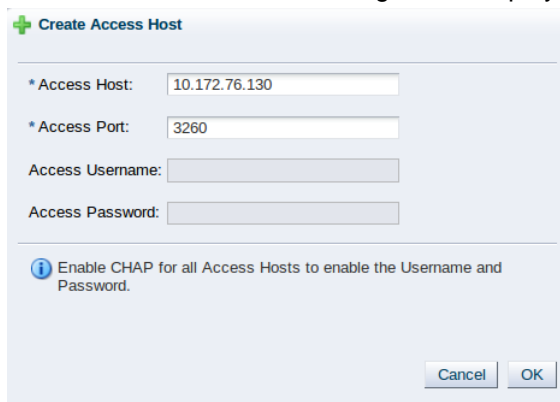 Create Access Host
* Access Host: 10.172.76.130
* Access Port: 3260
Access Username:
Access Password:
Enable CHAP for all Access Hosts to enable the Username and
Password.
Cancel OK